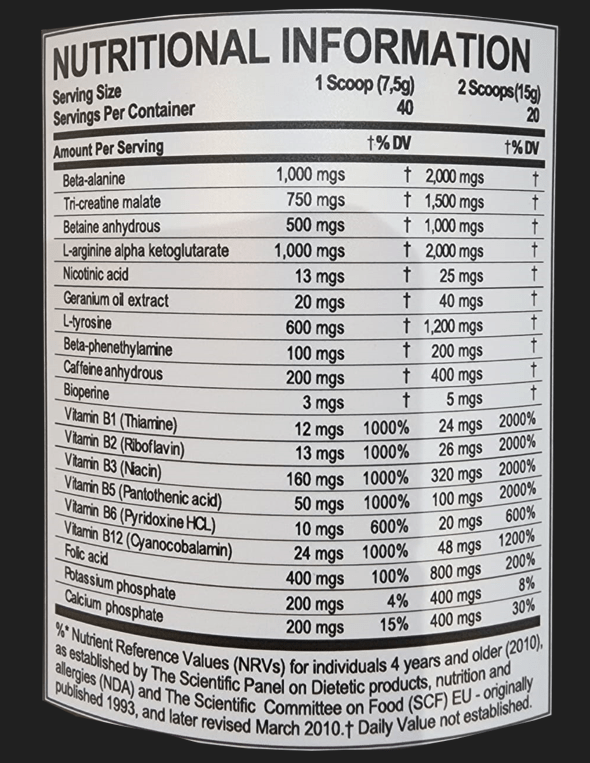 NUTRITIONAL INFORMATION
Serving Size 1 Scoop (7,5g) 2 Scoops(15g)
Servings Per Container 40 20
Amount Per Serving †% DV †% DV
Beta-alanine 1,000 mgs † 2,000 mgs †
Tri-creatine malate 750 mgs † 1,500 mgs †
Betaine anhydrous 500 mgs † 1,000 mgs †
L-arginine alpha ketoglutarate 1,000 mgs † 2,000 mgs †
Nicotinic acid 13 mgs † 25 mgs †
Geranium oil extract 20 mgs † 40 mgs †
L-tyrosine 600 mgs † 1,200 mgs †
Beta-phenethylamine 100 mgs † 200 mgs †
Caffeine anhydrous 200 mgs † 400 mgs †
Bioperine 3 mgs † 5 mgs †
Vitamin B1 (Thiamine) 12 mgs 1000% 24 mgs 2000%
Vitamin B2 (Riboflavin) 13 mgs 1000% 26 mgs 2000%
Vitamin B3 (Niacin) 160 mgs 1000% 320 mgs 2000%
Vitamin B5 (Pantothenic acid) 50 mgs 1000% 100 mgs 2000%
Vitamin B6 (Pyridoxine HCL) 10 mgs 600% 20 mgs 600%
Vitamin B12 (Cyanocobalamin) 24 mgs 1000% 48 mgs 1200%
Folic acid 400 mgs 100% 800 mgs 200%
Potassium phosphate 200 mgs 4% 400 mgs 8%
Calcium phosphate 200 mgs 15% 400 mgs 30%
%* Nutrient Reference Values (NRVs) for individuals 4 years and older (2010),
as established by The Scientific Panel on Dietetic products, nutrition and
allergies (NDA) and The Scientific Committee on Food (SCF) EU - originally
published 1993, and later revised March 2010.† Daily Value not established.